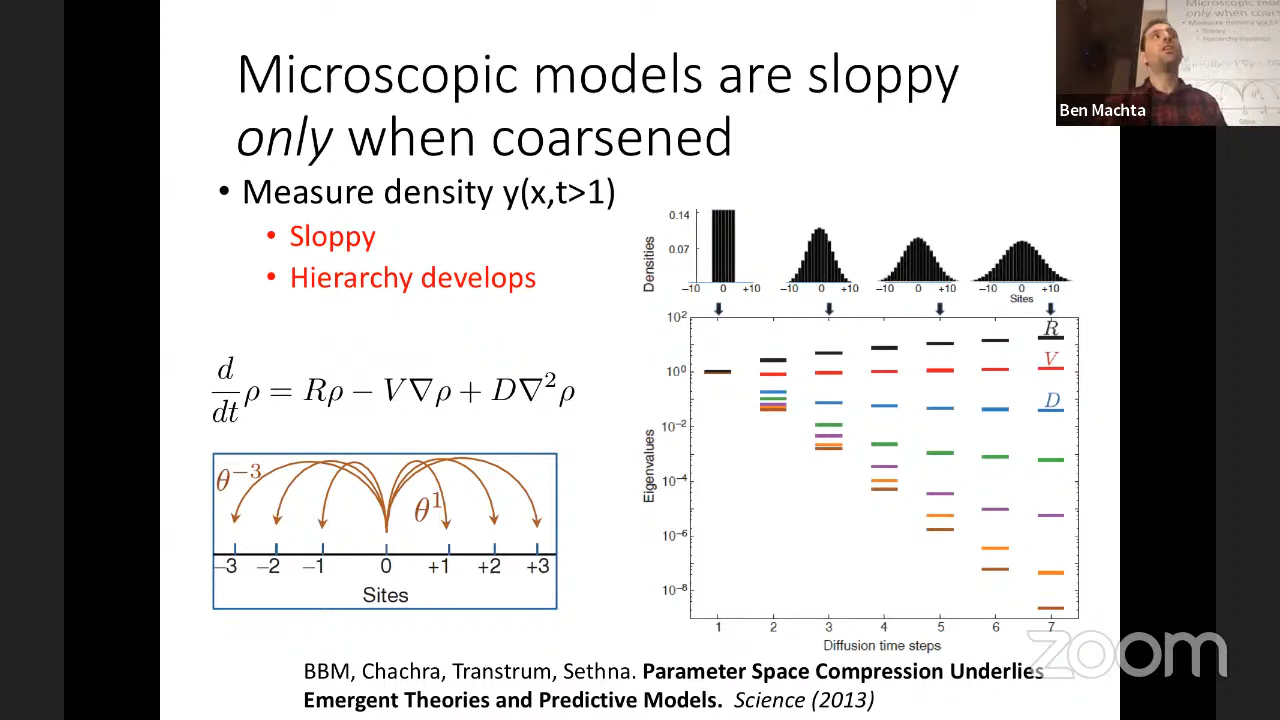 Microscopic models are sloppy
only when coarsened
• Measure density y(x,t>1)
• Sloppy
• Hierarchy develops
d/dt ρ = Rρ − V∇ρ + D∇²ρ
θ⁻³
θ¹
−3 −2 −1 0 +1 +2 +3
Sites
Densities
0.14
0.07
−10 0 +10 −10 0 +10 −10 0 +10 −10 0 +10
Sites
Eigenvalues
10²
10⁰
10⁻²
10⁻⁴
10⁻⁶
10⁻⁸
R
V
D
1 2 3 4 5 6 7
Diffusion time steps
BBM, Chachra, Transtrum, Sethna. Parameter Space Compression Underlies
Emergent Theories and Predictive Models. Science (2013)
Ben Machta
zoom